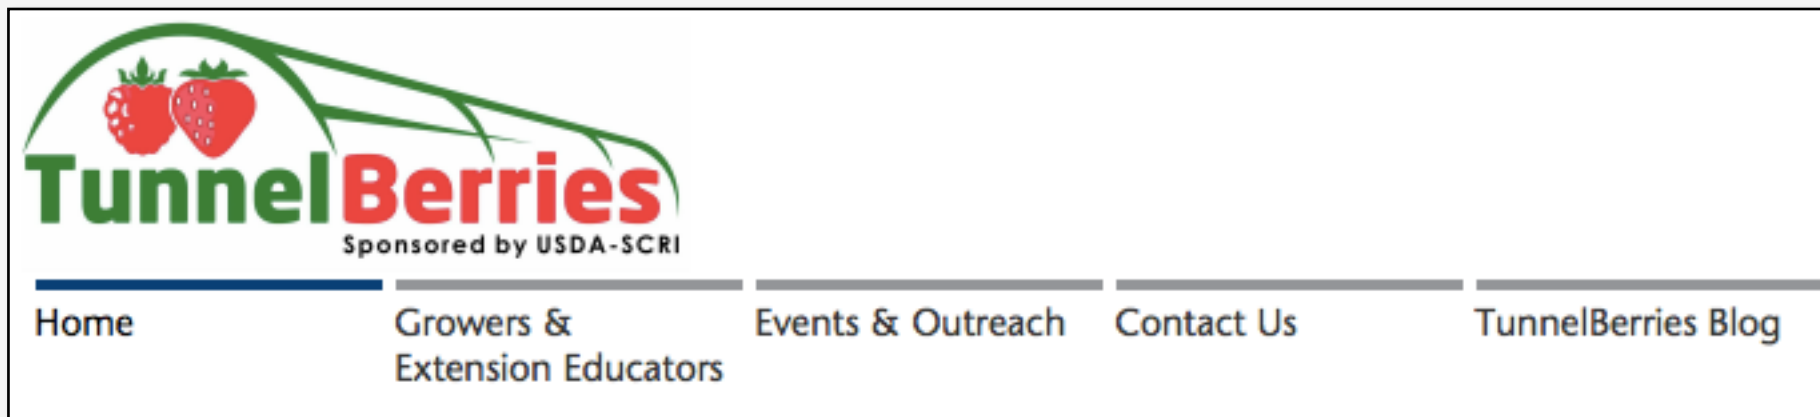 TunnelBerries
Sponsored by USDA-SCRI
Home
Growers &
Extension Educators
Events & Outreach
Contact Us
TunnelBerries Blog